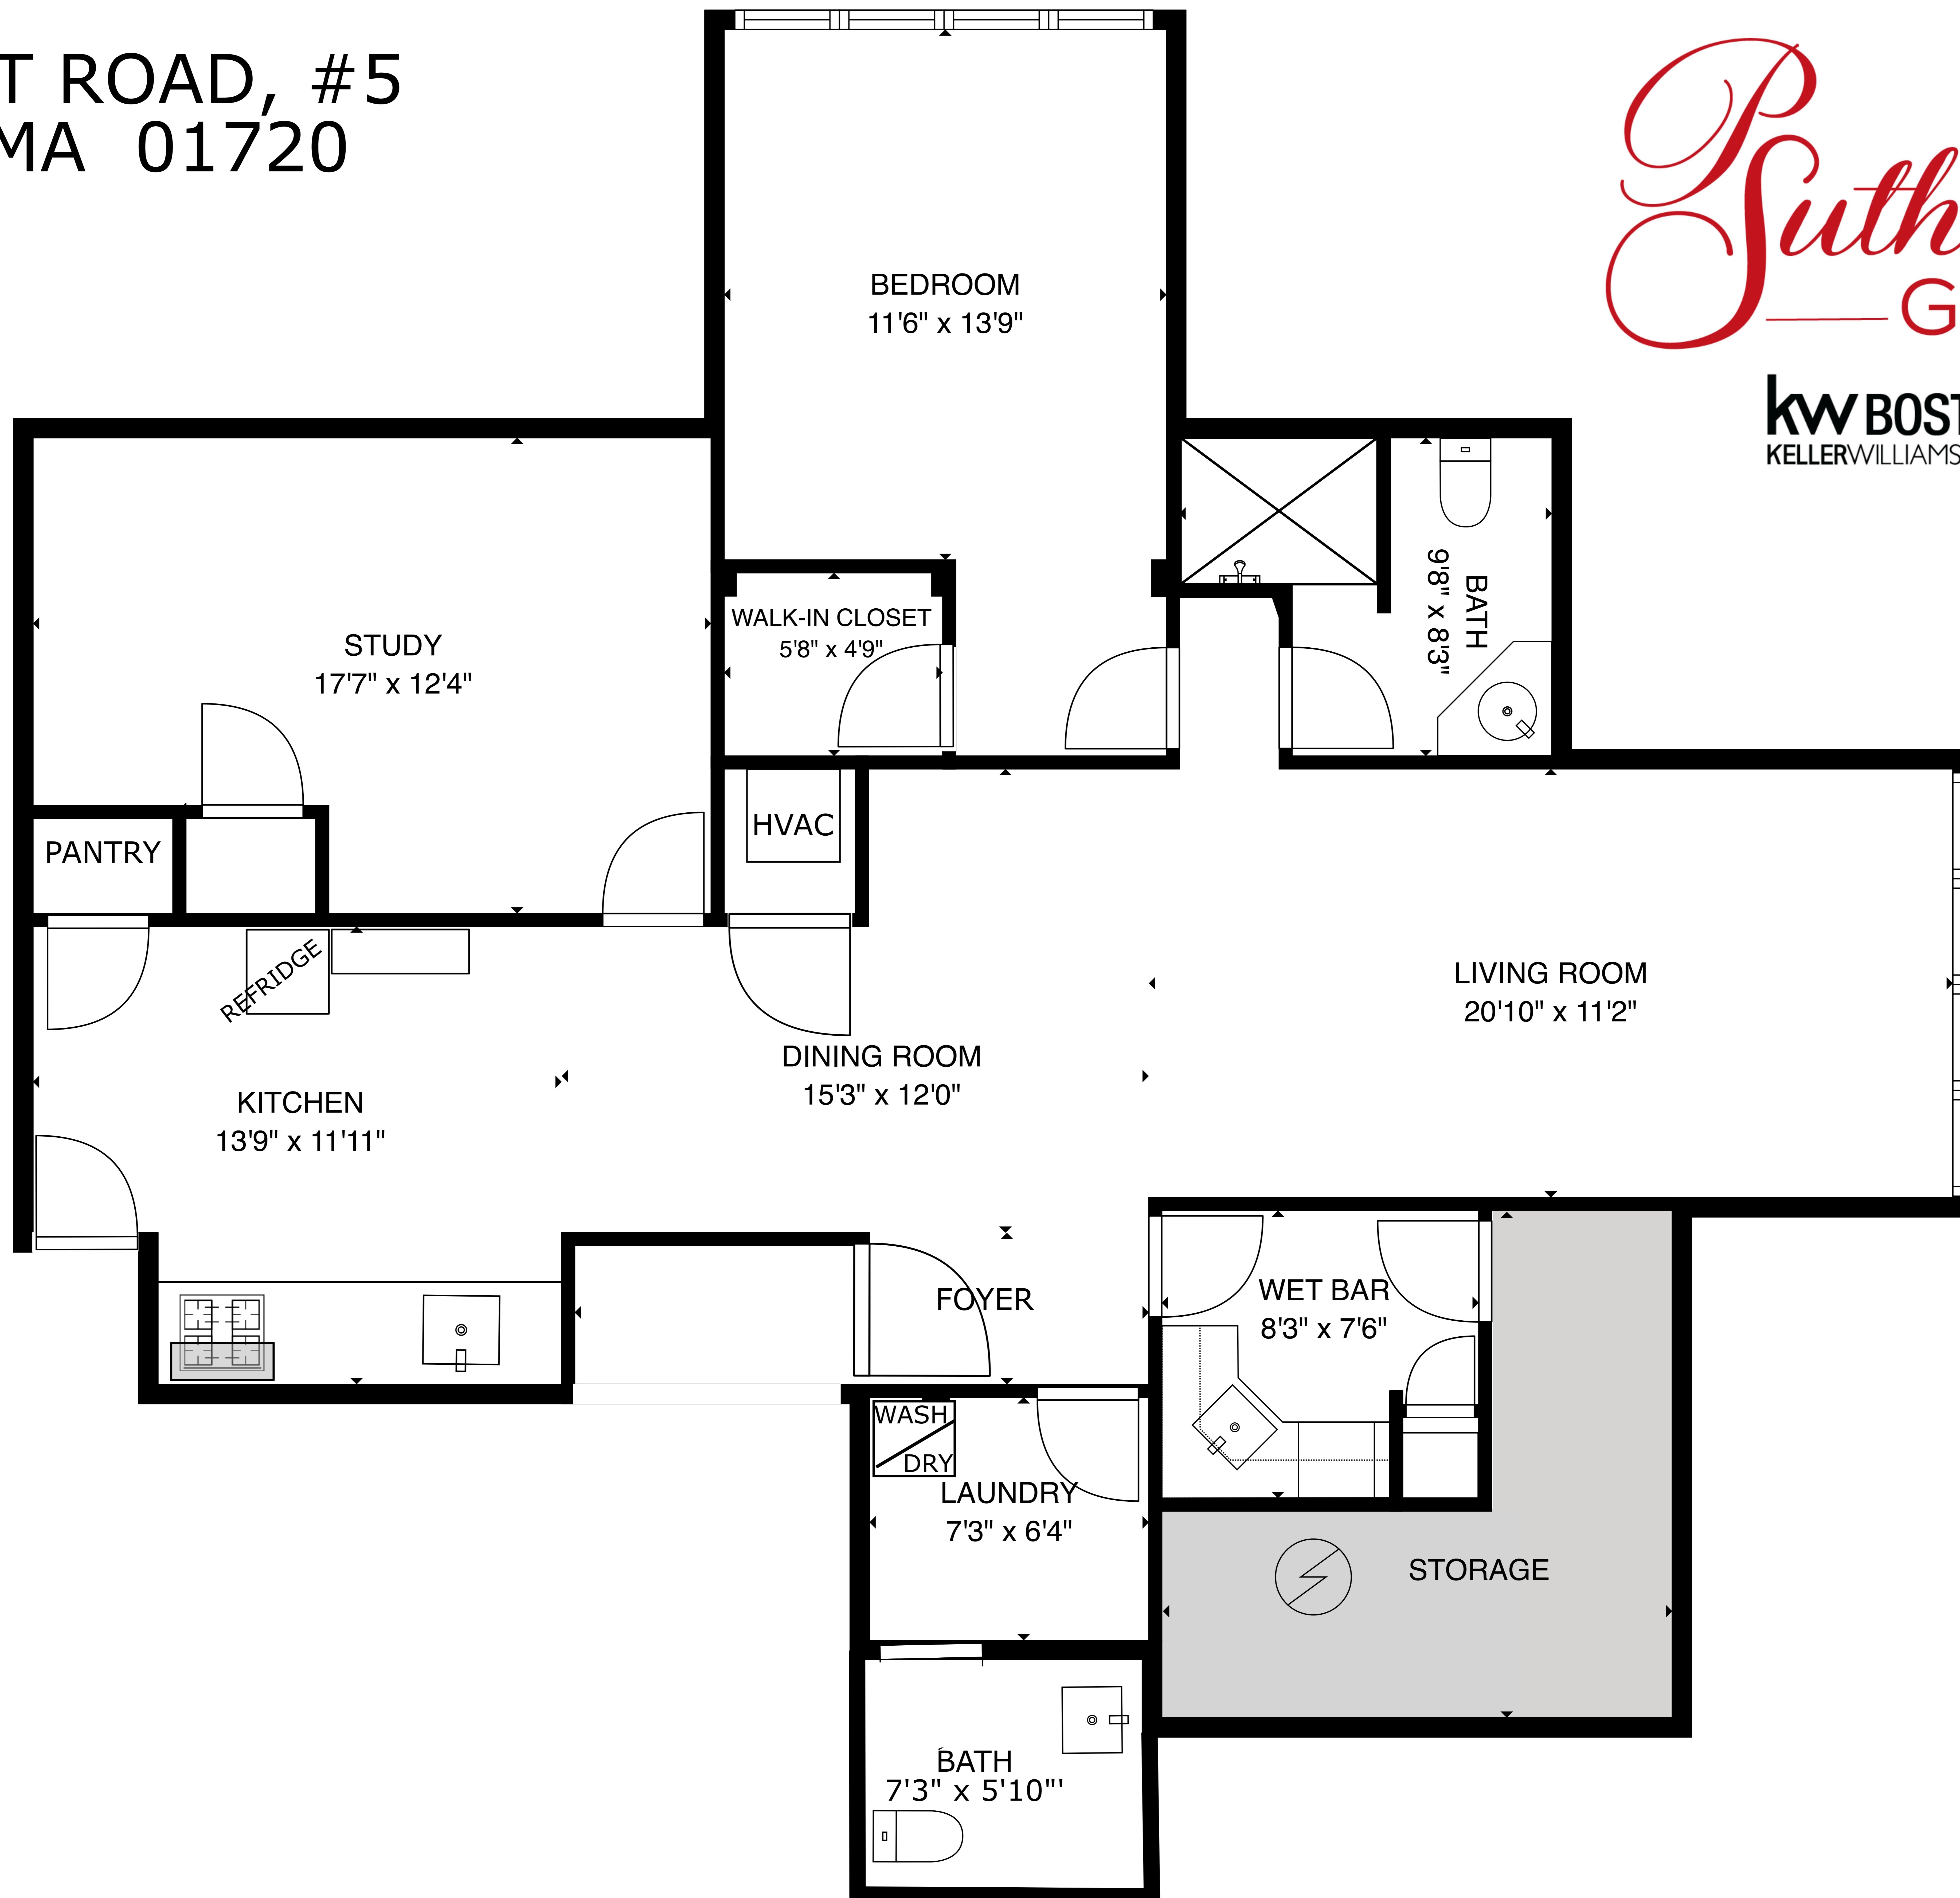 T ROAD, #5
MA 01720
PSuth
G
kw BOST
KELLERWILLIAMS
BEDROOM
11'6" x 13'9"
WALK-IN CLOSET
5'8" x 4'9"
BATH
9'8" x 8'3"
STUDY
17'7" x 12'4"
PANTRY
HVAC
REFRIDGE
LIVING ROOM
20'10" x 11'2"
DINING ROOM
15'3" x 12'0"
KITCHEN
13'9" x 11'11"
FOYER
WET BAR
8'3" x 7'6"
WASH
DRY
LAUNDRY
7'3" x 6'4"
STORAGE
BATH
7'3" x 5'10"'